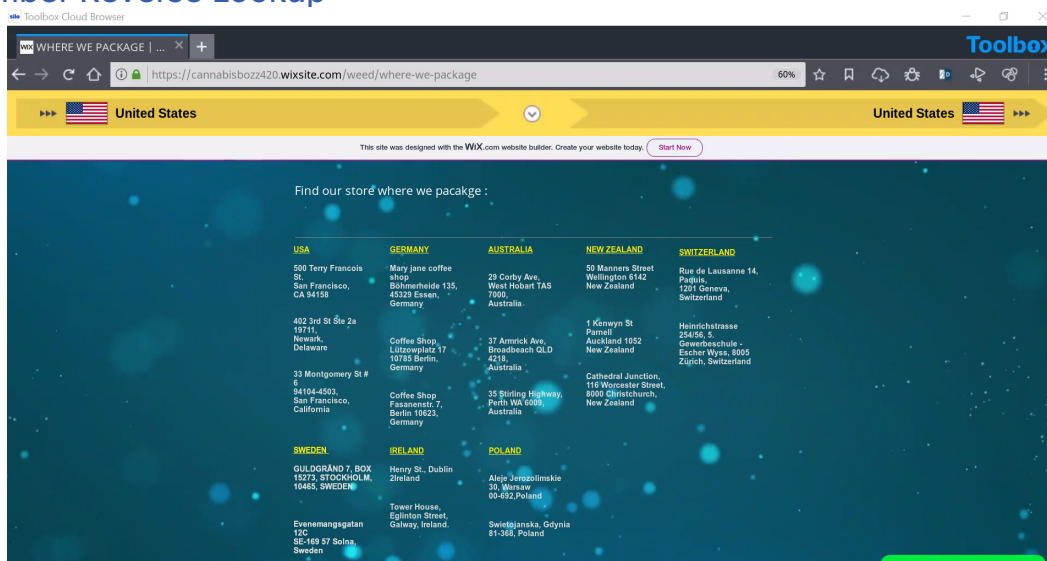 mber Reverse Lookup
silo Toolbox Cloud Browser
WIX WHERE WE PACKAGE | ... × +
Toolbox
https://cannabisbozz420.wixsite.com/weed/where-we-package 60%
United States
United States
This site was designed with the WiX.com website builder. Create your website today. Start Now
Find our store where we pacakge :
USA
500 Terry Francois
St.
San Francisco,
CA 94158
402 3rd St Ste 2a
19711,
Newark,
Delaware
33 Montgomery St #
6
94104-4503,
San Francisco,
California
GERMANY
Mary jane coffee
shop
Böhmerheide 135,
45329 Essen,
Germany
Coffee Shop
Lützowplatz 17
10785 Berlin,
Germany
Coffee Shop
Fasanenstr. 7,
Berlin 10623,
Germany
AUSTRALIA
29 Corby Ave,
West Hobart TAS
7000,
Australia
37 Armrick Ave,
Broadbeach QLD
4218,
Australia
35 Stirling Highway,
Perth WA 6009,
Australia
NEW ZEALAND
50 Manners Street
Wellington 6142
New Zealand
1 Kenwyn St
Parnell
Auckland 1052
New Zealand
Cathedral Junction,
116 Worcester Street,
8000 Christchurch,
New Zealand
SWITZERLAND
Rue de Lausanne 14,
Paquis,
1201 Geneva,
Switzerland
Heinrichstrasse
254/56, 5.
Gewerbeschule -
Escher Wyss, 8005
Zürich, Switzerland
SWEDEN
GULDGRÄND 7, BOX
15273, STOCKHOLM,
10465, SWEDEN
Evenemangsgatan
12C
SE-169 57 Solna,
Sweden
IRELAND
Henry St., Dublin
2Ireland
Tower House,
Eglinton Street,
Galway, Ireland.
POLAND
Aleje Jerozolimskie
30, Warsaw
00-692,Poland
Swietojanska, Gdynia
81-368, Poland